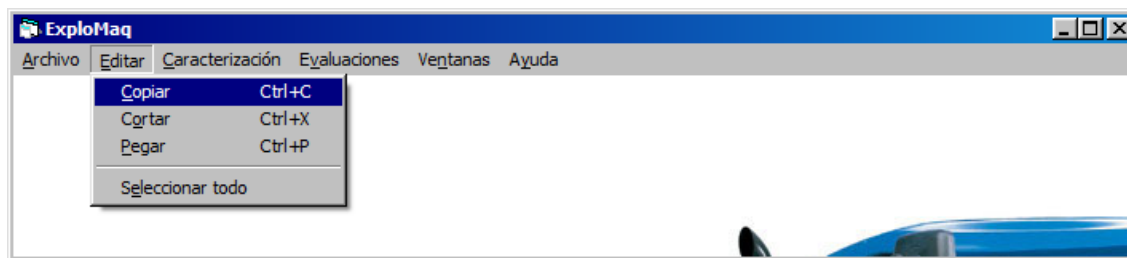 ExploMaq
Archivo Editar Caracterización Evaluaciones Ventanas Ayuda
Copiar Ctrl+C
Cortar Ctrl+X
Pegar Ctrl+P
Seleccionar todo